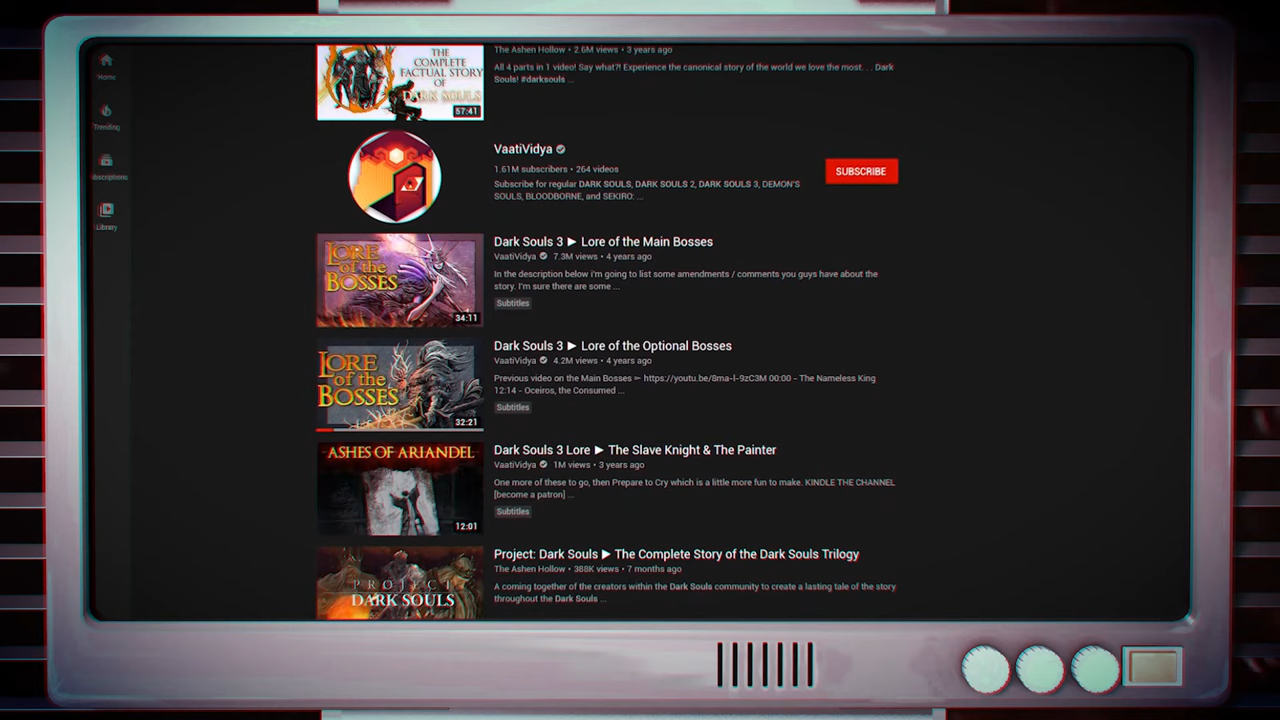 THE
COMPLETE
FACTUAL STORY
OF
DARK SOULS
57:41
The Ashen Hollow • 2.6M views • 3 years ago
All 4 parts in 1 video! Say what?! Experience the canonical story of the world we love the most. . . Dark
Souls! #darksouls ...
Home
Trending
bscriptions
Library
VaatiVidya
1.61M subscribers • 264 videos
Subscribe for regular DARK SOULS, DARK SOULS 2, DARK SOULS 3, DEMON'S
SOULS, BLOODBORNE, and SEKIRO: ...
SUBSCRIBE
LORE
of the
BOSSES
34:11
Dark Souls 3 ► Lore of the Main Bosses
VaatiVidya 7.3M views • 4 years ago
In the description below i'm going to list some amendments / comments you guys have about the
story. I'm sure there are some ...
Subtitles
LORE
of the
BOSSES
32:21
Dark Souls 3 ► Lore of the Optional Bosses
VaatiVidya 4.2M views • 4 years ago
Previous video on the Main Bosses ➳ https://youtu.be/8ma-l-9zC3M 00:00 - The Nameless King
12:14 - Oceiros, the Consumed ...
Subtitles
ASHES OF ARIANDEL
12:01
Dark Souls 3 Lore ► The Slave Knight & The Painter
VaatiVidya 1M views • 3 years ago
One more of these to go, then Prepare to Cry which is a little more fun to make. KINDLE THE CHANNEL
[become a patron] ...
Subtitles
PROJECT
DARK SOULS
Project: Dark Souls ► The Complete Story of the Dark Souls Trilogy
The Ashen Hollow • 388K views • 7 months ago
A coming together of the creators within the Dark Souls community to create a lasting tale of the story
throughout the Dark Souls ...